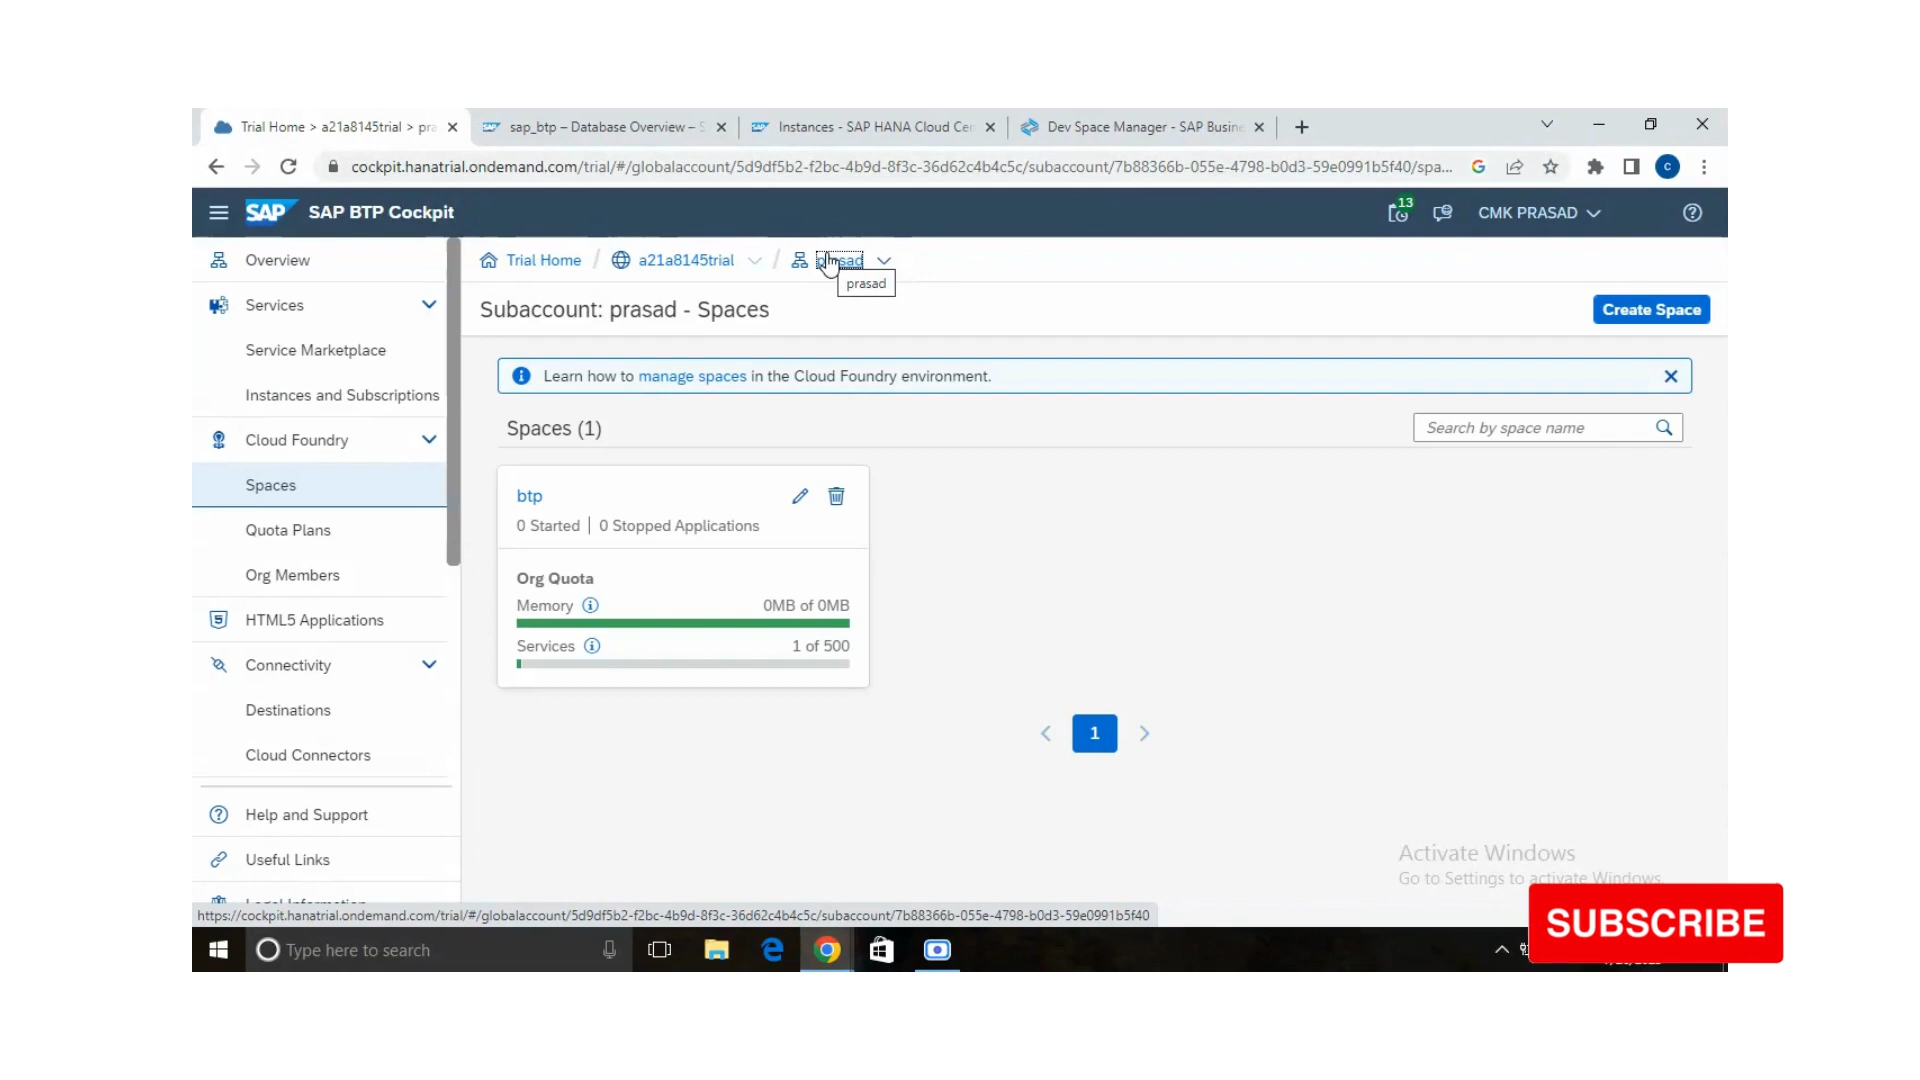 Trial Home > a21a8145trial > pra
sap_btp – Database Overview – S
Instances - SAP HANA Cloud Cen
Dev Space Manager - SAP Busine
cockpit.hanatrial.ondemand.com/trial/#/globalaccount/5d9df5b2-f2bc-4b9d-8f3c-36d62c4b4c5c/subaccount/7b88366b-055e-4798-b0d3-59e0991b5f40/spa...
G
c
SAP SAP BTP Cockpit
13
CMK PRASAD
Overview
Services
Service Marketplace
Instances and Subscriptions
Cloud Foundry
Spaces
Quota Plans
Org Members
HTML5 Applications
Connectivity
Destinations
Cloud Connectors
Help and Support
Useful Links
Legal Information
Trial Home / a21a8145trial / prasad
prasad
Subaccount: prasad - Spaces
Create Space
Learn how to manage spaces in the Cloud Foundry environment.
Spaces (1)
Search by space name
btp
0 Started | 0 Stopped Applications
Org Quota
Memory 0MB of 0MB
Services 1 of 500
1
Activate Windows
Go to Settings to activate Windows.
https://cockpit.hanatrial.ondemand.com/trial/#/globalaccount/5d9df5b2-f2bc-4b9d-8f3c-36d62c4b4c5c/subaccount/7b88366b-055e-4798-b0d3-59e0991b5f40
Type here to search
SUBSCRIBE